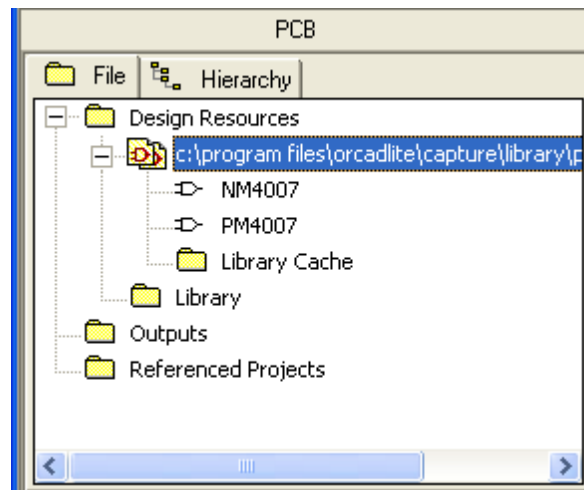 PCB
File Hierarchy
Design Resources
c:\program files\orcadlite\capture\library\p
NM4007
PM4007
Library Cache
Library
Outputs
Referenced Projects